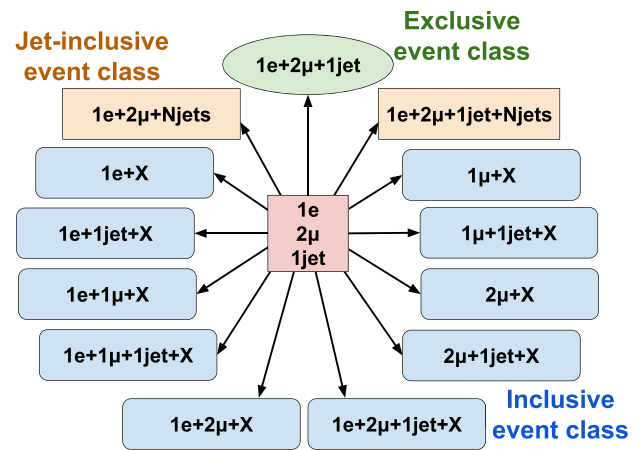 Exclusive
event class
Jet-inclusive
event class
1e+2μ+1jet
1e+2μ+Njets
1e+2μ+1jet+Njets
1e+X
1μ+X
1e
2μ
1jet
1e+1jet+X
1μ+1jet+X
1e+1μ+X
2μ+X
1e+1μ+1jet+X
2μ+1jet+X
1e+2μ+X
1e+2μ+1jet+X
Inclusive
event class